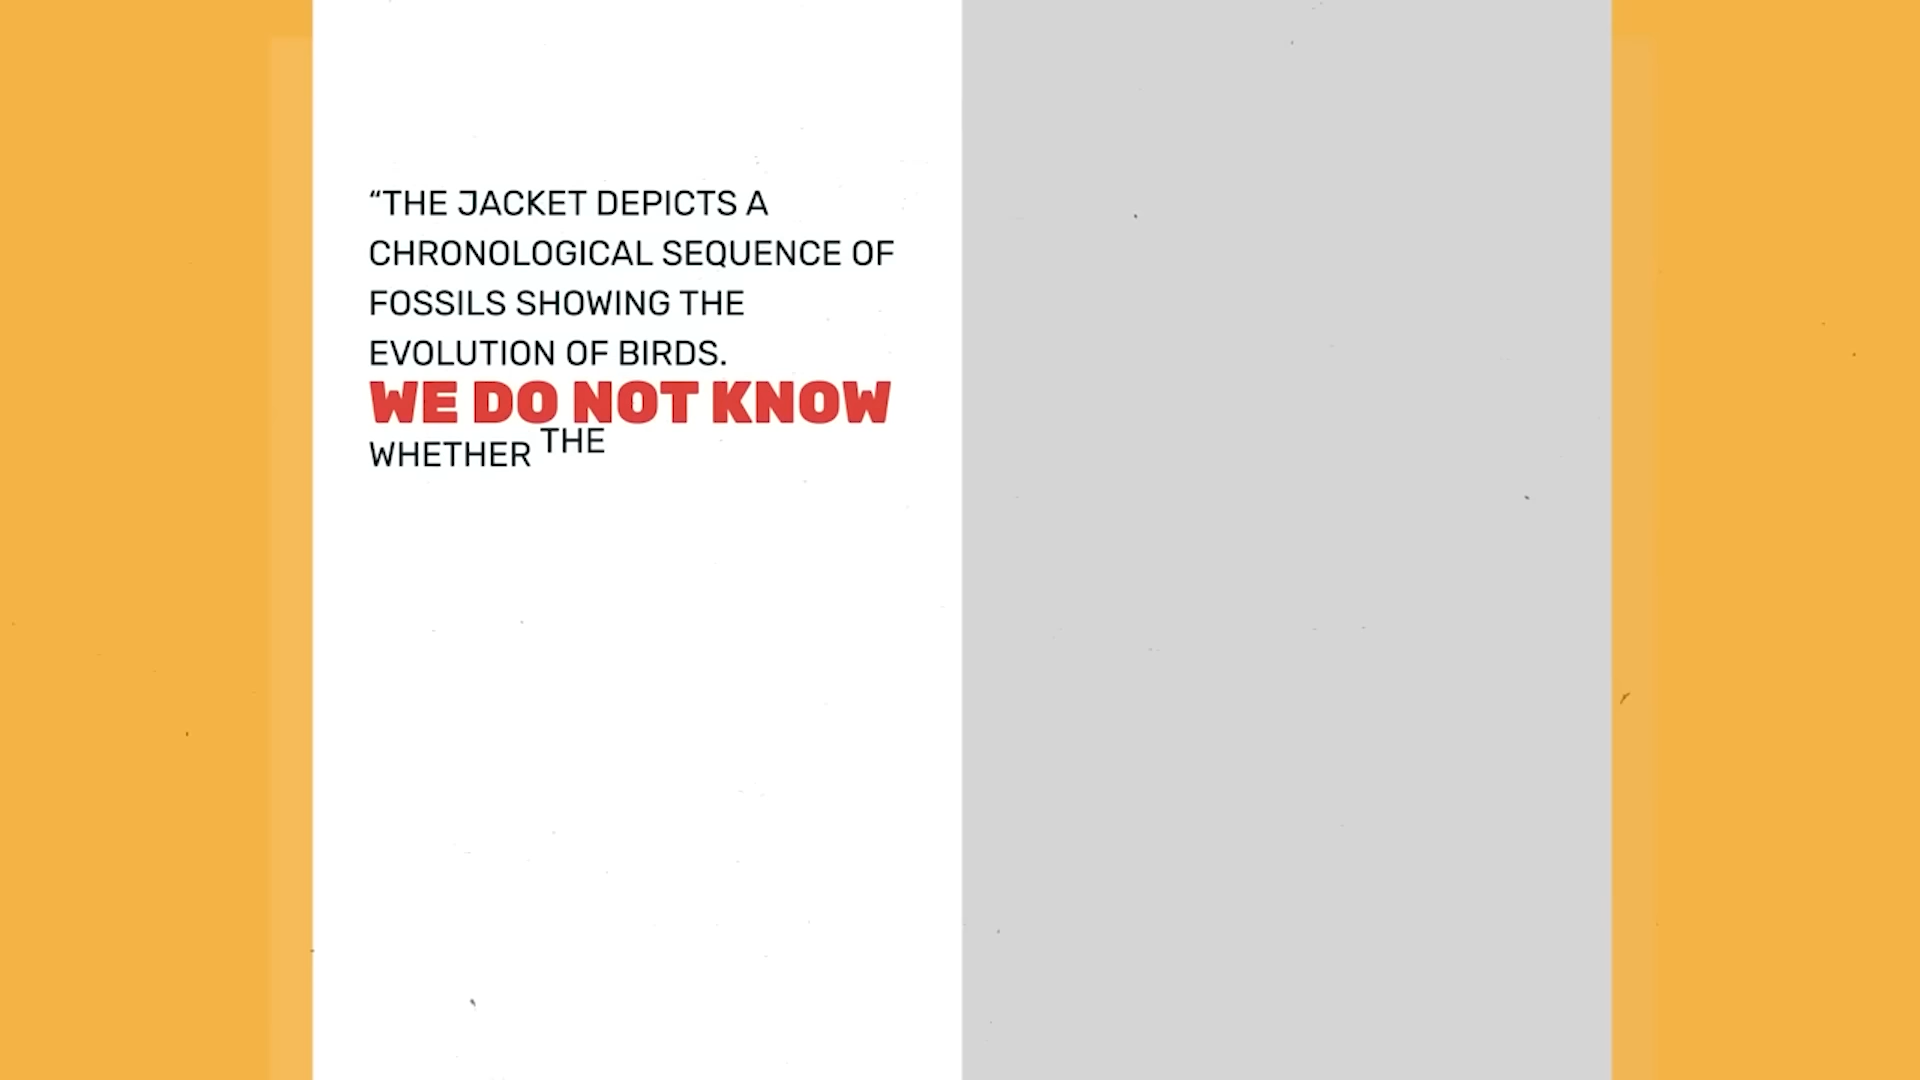 “THE JACKET DEPICTS A
CHRONOLOGICAL SEQUENCE OF
FOSSILS SHOWING THE
EVOLUTION OF BIRDS.
WE DO NOT KNOW
WHETHER THE